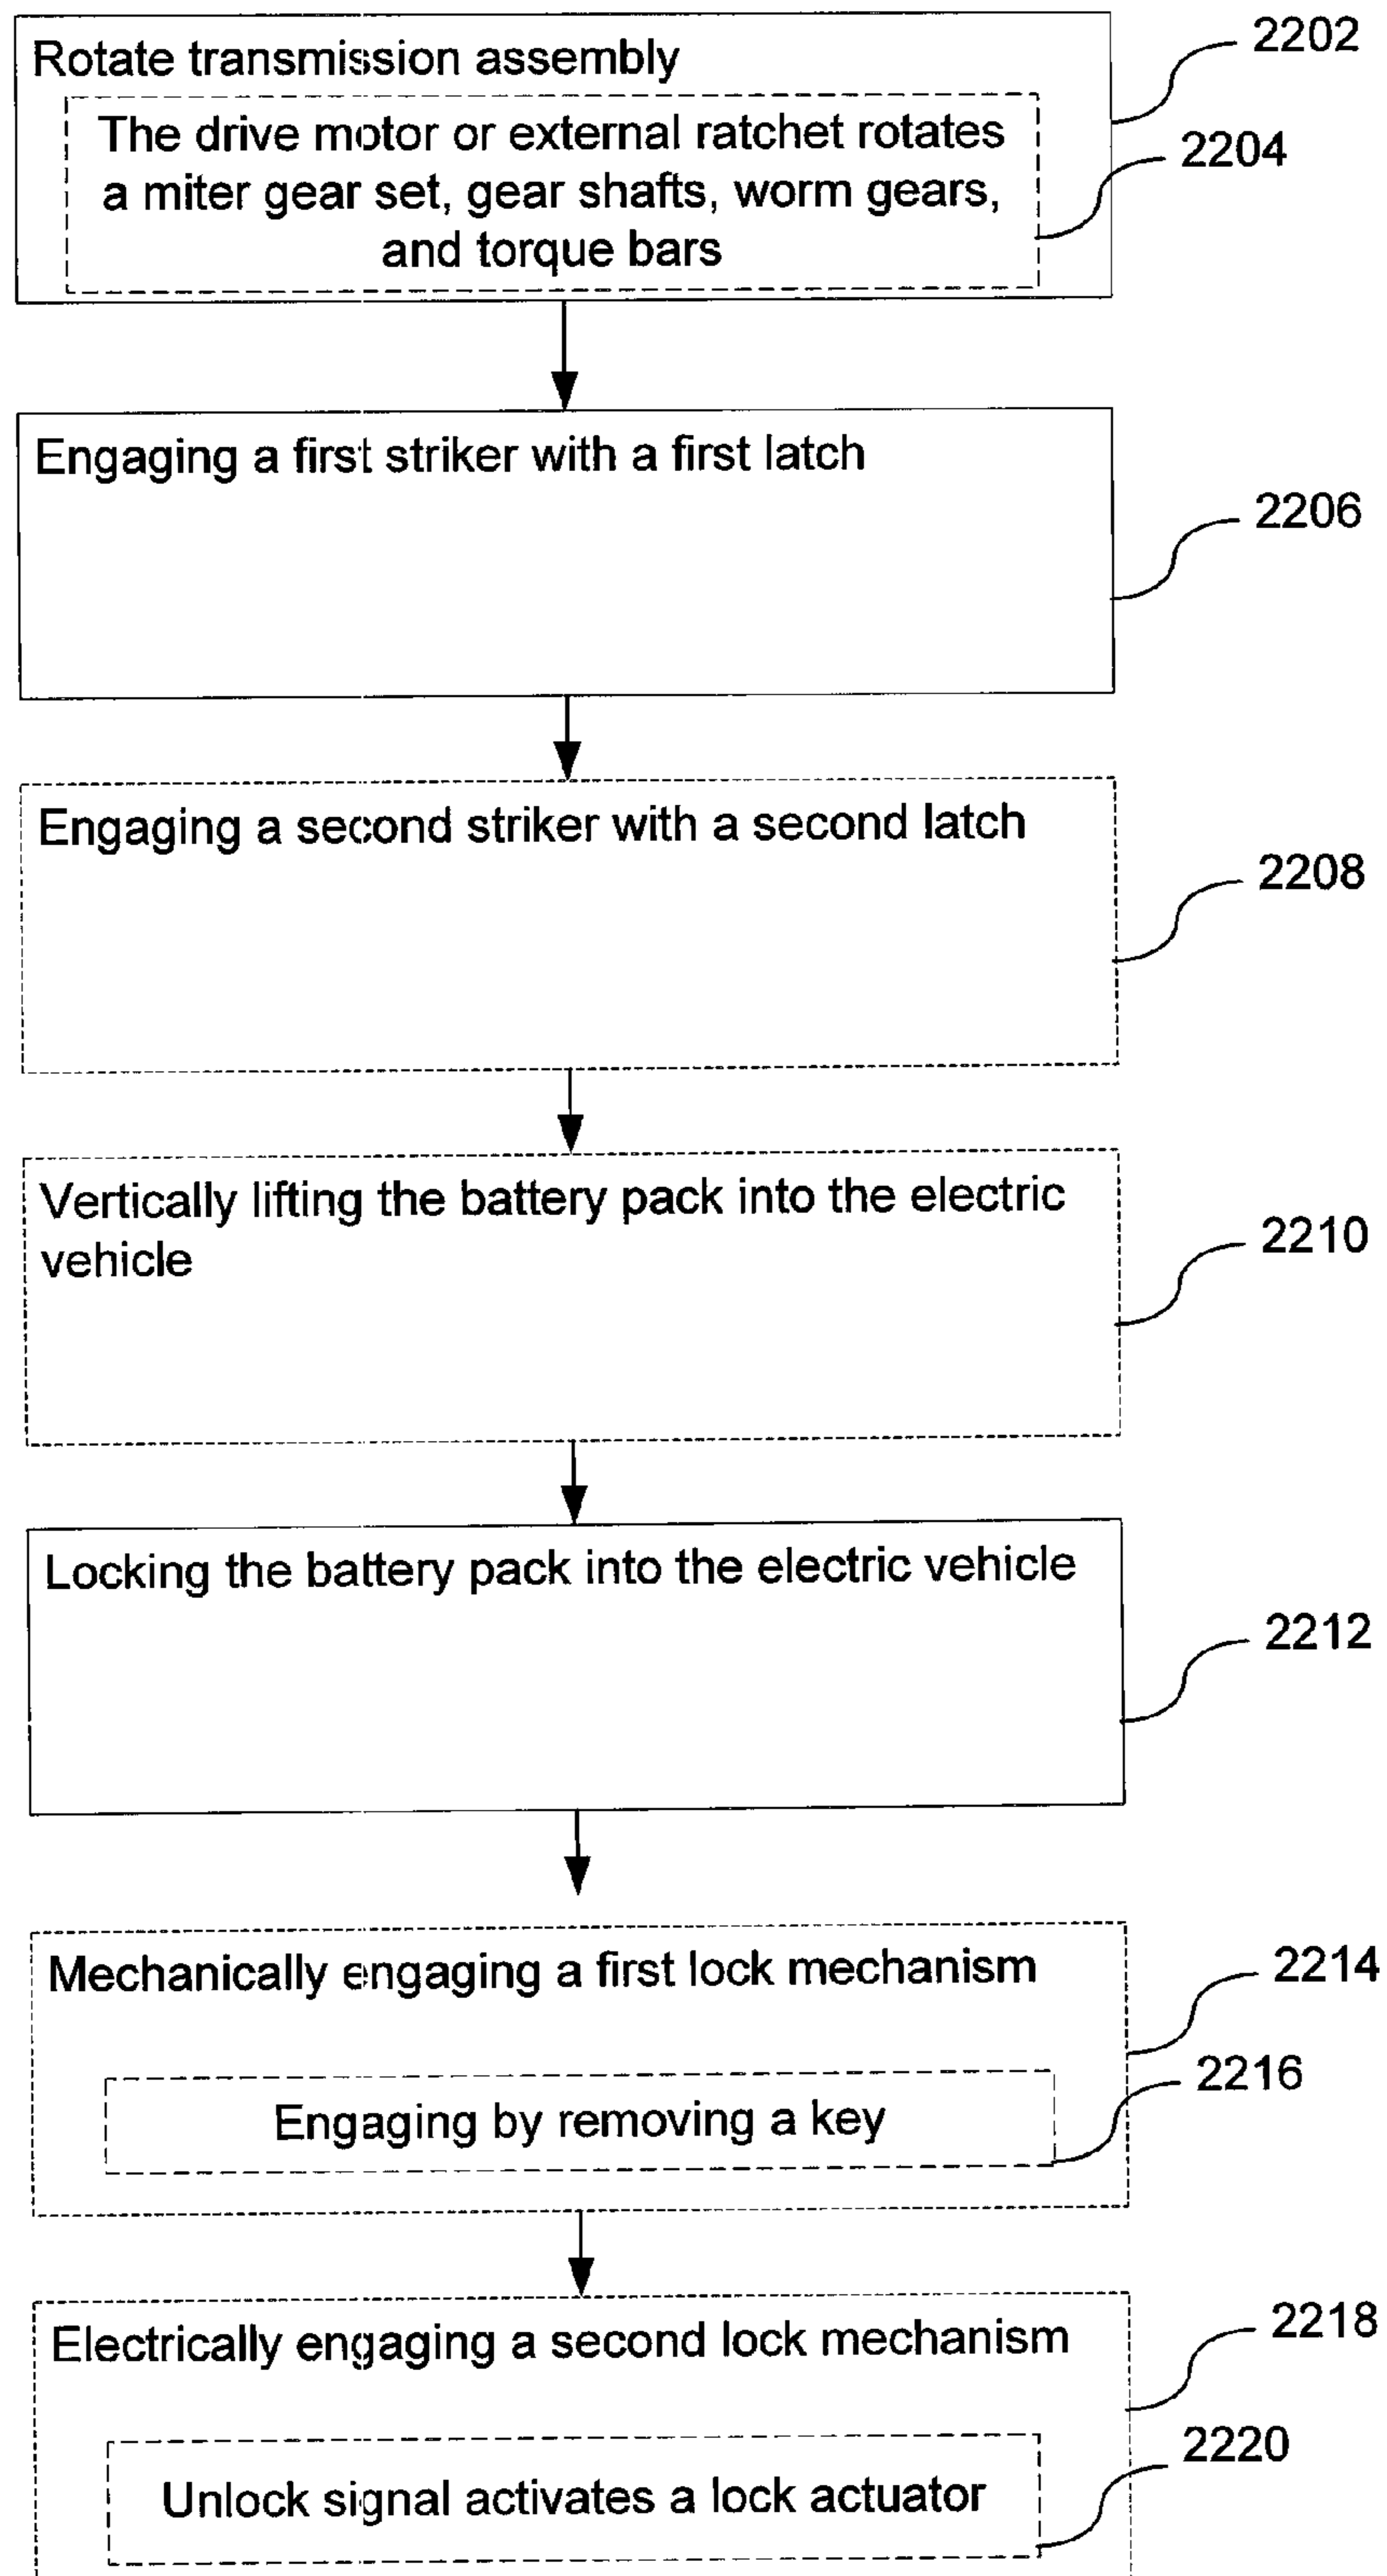 Rotate transmission assembly
2202
The drive motor or external ratchet rotates
a miter gear set, gear shafts, worm gears,
and torque bars
2204
Engaging a first striker with a first latch
2206
Engaging a second striker with a second latch
2208
Vertically lifting the battery pack into the electric
vehicle
2210
Locking the battery pack into the electric vehicle
2212
Mechanically engaging a first lock mechanism
2214
Engaging by removing a key
2216
Electrically engaging a second lock mechanism
2218
Unlock signal activates a lock actuator
2220